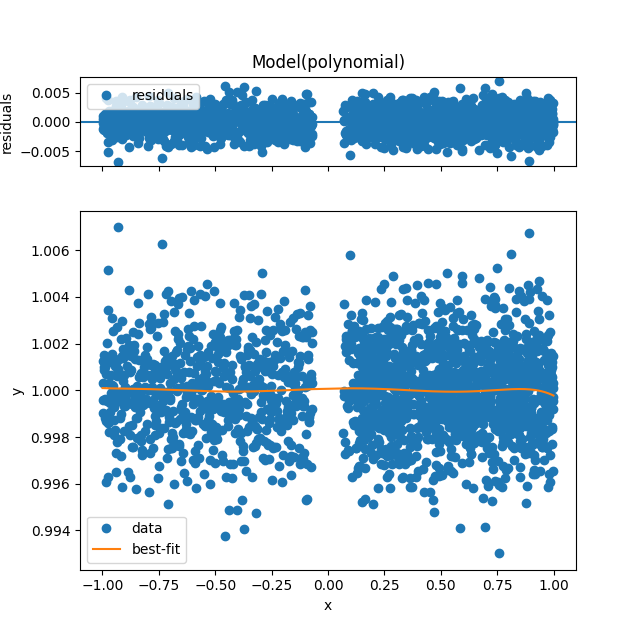 Model(polynomial)
0.005
0.000
−0.005
residuals
residuals
1.006
1.004
1.002
1.000
0.998
0.996
0.994
y
data
best-fit
−1.00 −0.75 −0.50 −0.25 0.00 0.25 0.50 0.75 1.00
x